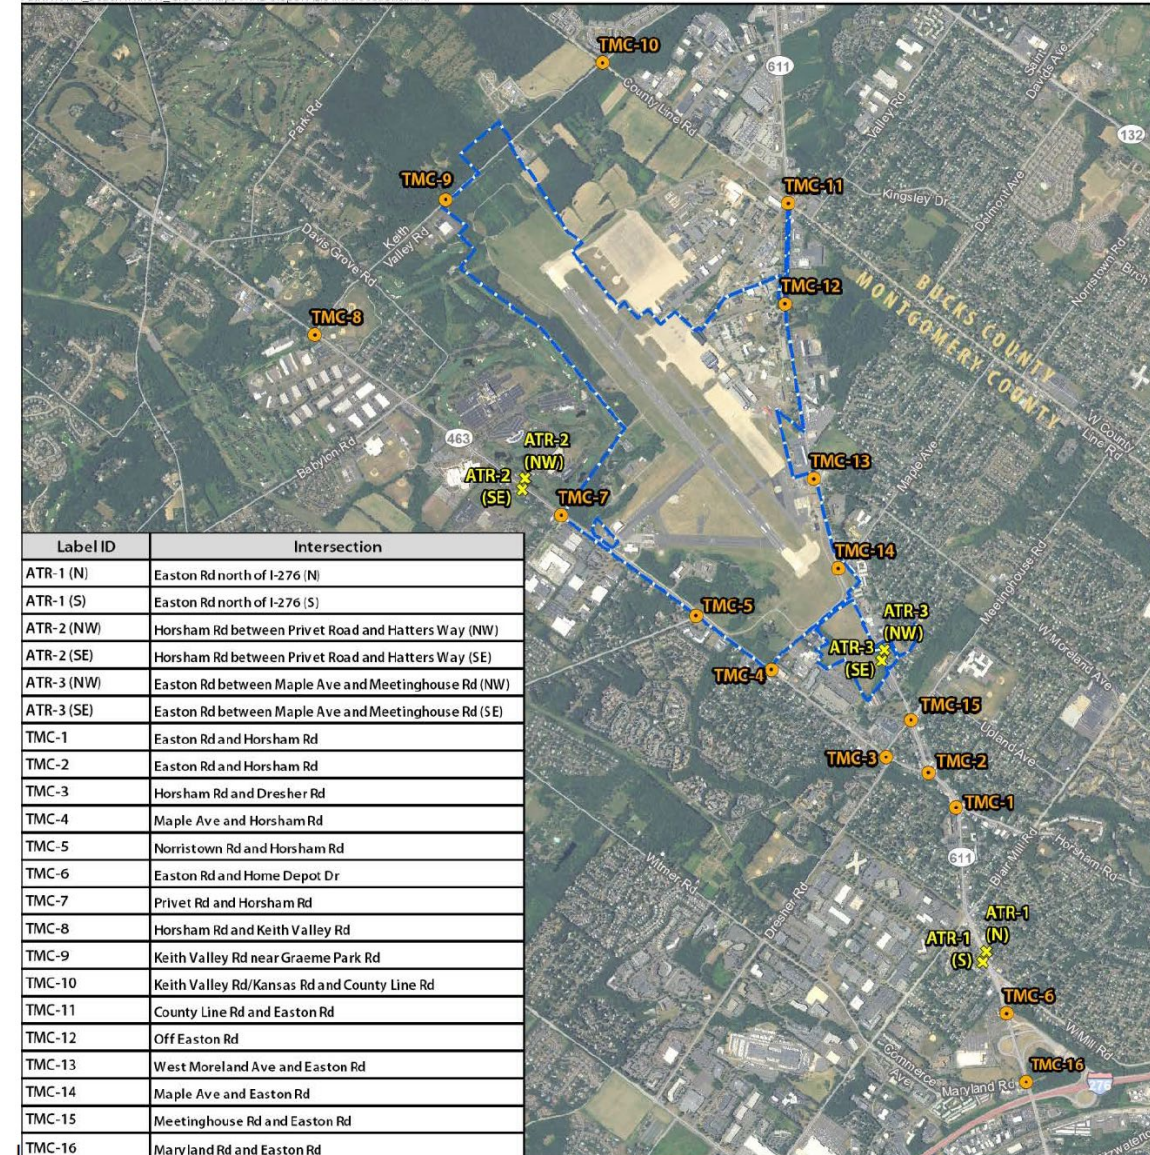 TMC-10
611
Park Rd
County Line Rd
Valley Rd
Davids Ave
132
TMC-9
TMC-11
Kingsley Dr
Delmont Ave
Keith Valley Rd
Davis Grove Rd
Norristown Rd
Birch
TMC-12
BUCKS COUNTY
MONTGOMERY COUNTY
TMC-8
463
ATR-2 (NW)
ATR-2 (SE)
Babylon Rd
TMC-7
TMC-13
Maple Ave
W County Line Rd
TMC-14
Meetinghouse Rd
TMC-5
ATR-3 (NW)
ATR-3 (SE)
W Moreland Ave
TMC-4
TMC-15
Upland Ave
TMC-3
TMC-2
TMC-1
611
Blair Mill Rd
Horsham Rd
Witmer Rd
Dresher Rd
ATR-1 (N)
ATR-1 (S)
TMC-6
W Mill Rd
Commerce Ave
Maryland Rd
TMC-16
276
Label ID Intersection
ATR-1 (N) Easton Rd north of I-276 (N)
ATR-1 (S) Easton Rd north of I-276 (S)
ATR-2 (NW) Horsham Rd between Privet Road and Hatters Way (NW)
ATR-2 (SE) Horsham Rd between Privet Road and Hatters Way (SE)
ATR-3 (NW) Easton Rd between Maple Ave and Meetinghouse Rd (NW)
ATR-3 (SE) Easton Rd between Maple Ave and Meetinghouse Rd (SE)
TMC-1 Easton Rd and Horsham Rd
TMC-2 Easton Rd and Horsham Rd
TMC-3 Horsham Rd and Dresher Rd
TMC-4 Maple Ave and Horsham Rd
TMC-5 Norristown Rd and Horsham Rd
TMC-6 Easton Rd and Home Depot Dr
TMC-7 Privet Rd and Horsham Rd
TMC-8 Horsham Rd and Keith Valley Rd
TMC-9 Keith Valley Rd near Graeme Park Rd
TMC-10 Keith Valley Rd/Kansas Rd and County Line Rd
TMC-11 County Line Rd and Easton Rd
TMC-12 Off Easton Rd
TMC-13 West Moreland Ave and Easton Rd
TMC-14 Maple Ave and Easton Rd
TMC-15 Meetinghouse Rd and Easton Rd
TMC-16 Maryland Rd and Easton Rd